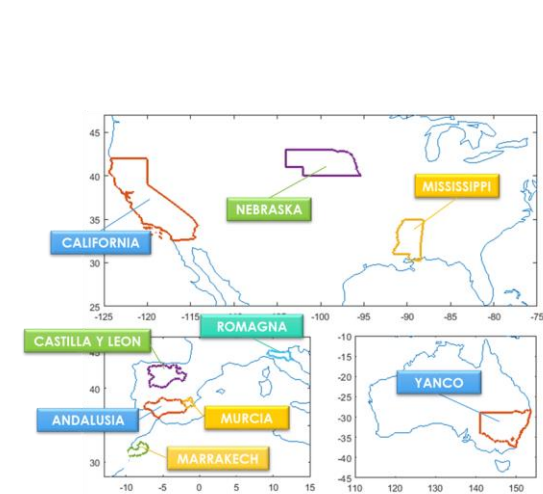 45
40
MISSISSIPPI
NEBRASKA
35
CALIFORNIA
30
25
-125 -120 -115 -100 -95 -90 -85 -80 -75
ROMAGNA
-10
CASTILLA Y LEON
-15
-20
YANCO
40
-25
-30
ANDALUSIA
MURCIA
-35
MARRAKECH
-40
30
-45
-10 -5 0 5 10 15
110 120 130 140 150